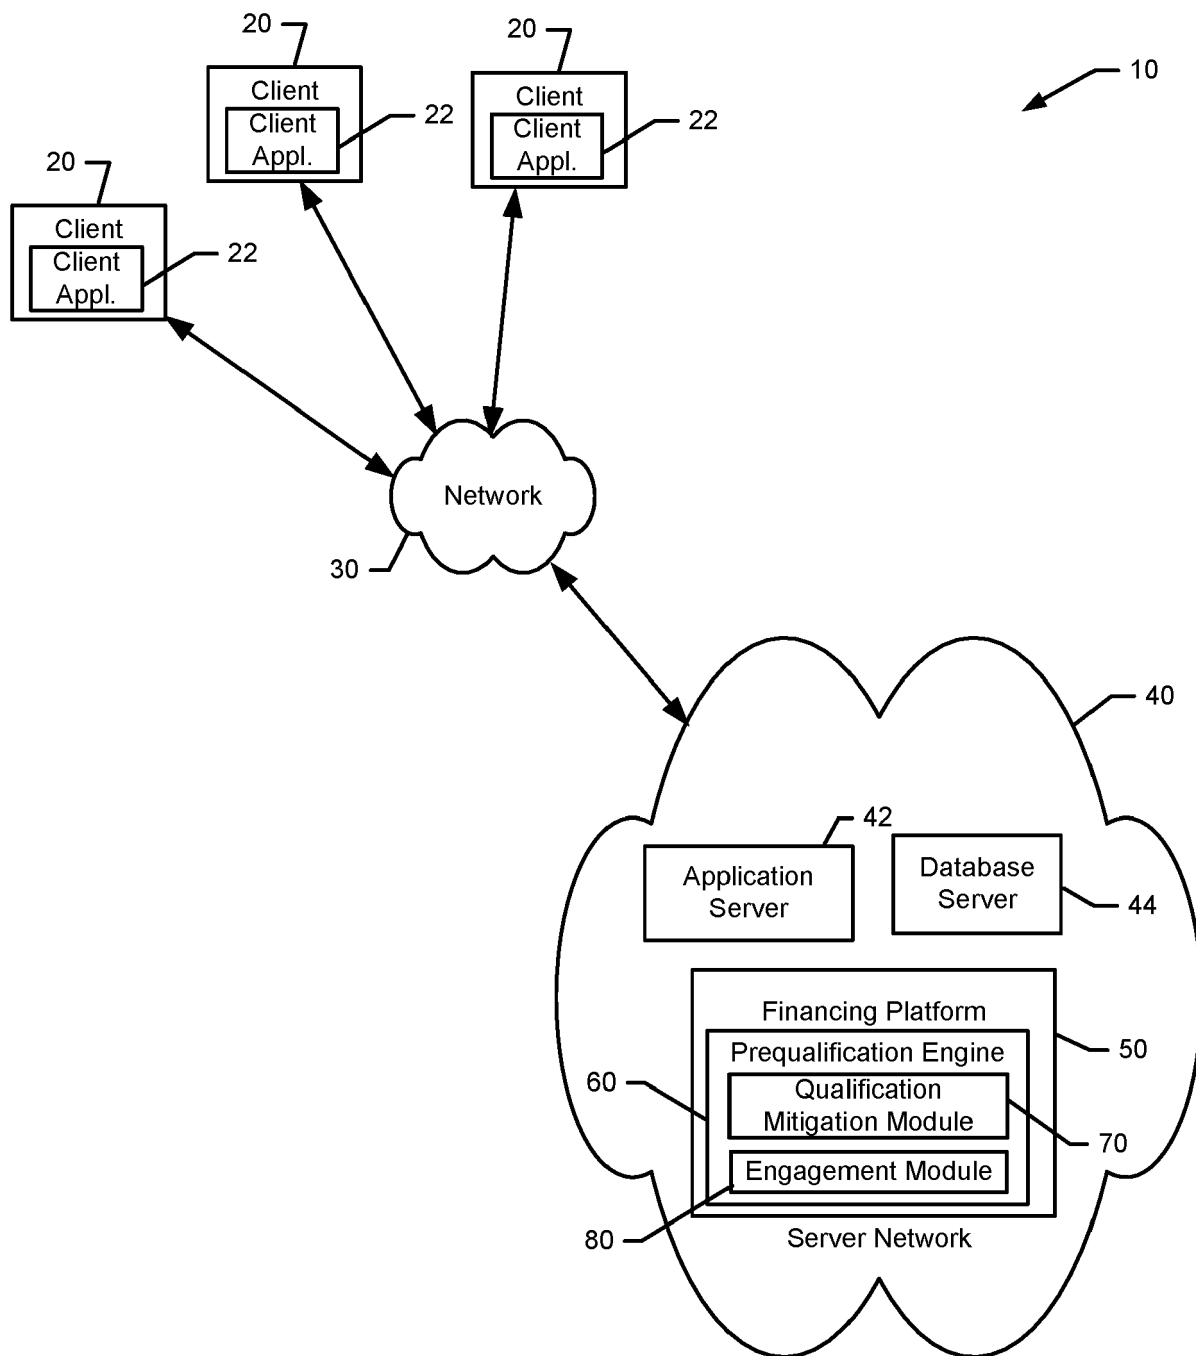 20
20
10
Client
Client
Appl.
22
Client
Client
Appl.
22
20
Client
Client
Appl.
22
Network
30
40
42
Application
Server
Database
Server
44
Financing Platform
50
Prequalification Engine
60
Qualification
Mitigation Module
70
Engagement Module
80
Server Network